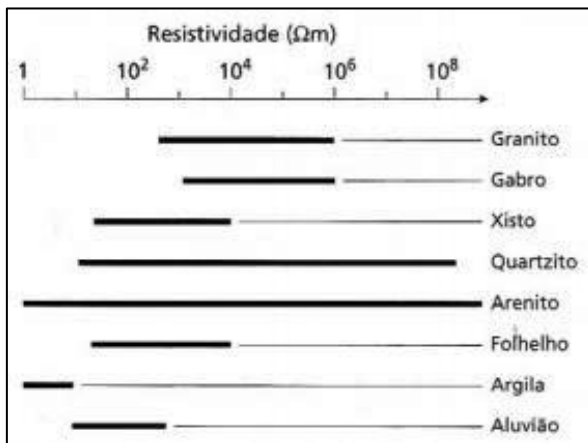 Resistividade (Ωm)
1 10² 10⁴ 10⁶ 10⁸
Granito
Gabro
Xisto
Quartzito
Arenito
Folhelho
Argila
Aluvião